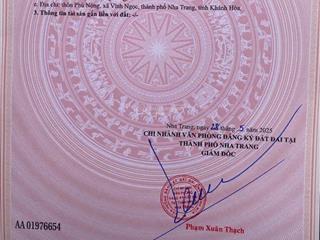 c. Địa chỉ: thôn Phú Nông, xã Vĩnh Ngọc, thành phố Nha Trang, tỉnh Khánh Hòa.
3. Thông tin tài sản gắn liền với đất: -/-
Nha Trang, ngày 28 tháng 5 năm 2025
CHI NHÁNH VĂN PHÒNG ĐĂNG KÝ ĐẤT ĐAI TẠI
THÀNH PHỐ NHA TRANG
GIÁM ĐỐC
Phạm Xuân Thạch
AA 01976654